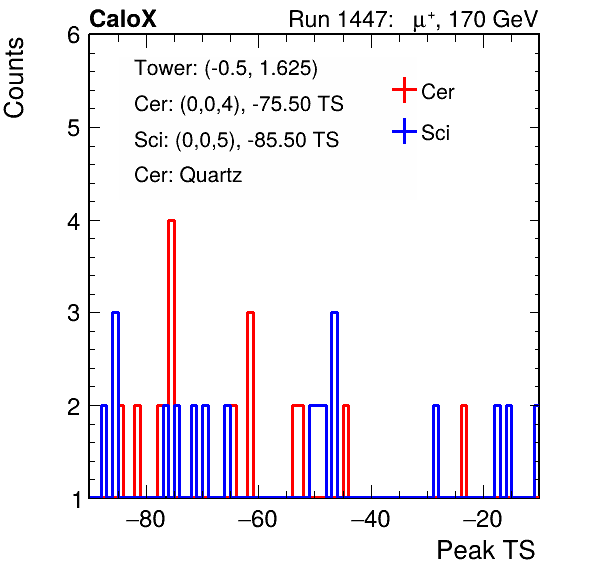 CaloX Run 1447: μ⁺, 170 GeV
Counts
6
Tower: (-0.5, 1.625)
Cer: (0,0,4), -75.50 TS
Sci: (0,0,5), -85.50 TS
Cer: Quartz
Cer
Sci
5
4
3
2
1
−80 −60 −40 −20
Peak TS